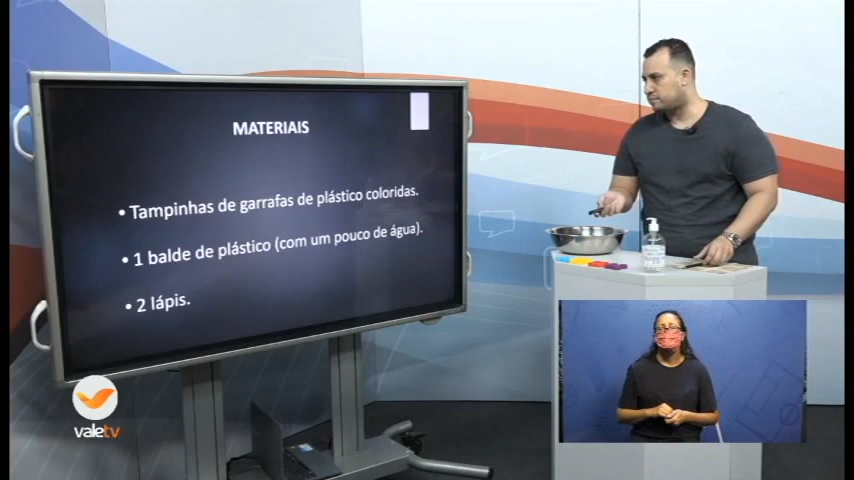 MATERIAIS
• Tampinhas de garrafas de plástico coloridas.
• 1 balde de plástico (com um pouco de água).
• 2 lápis.
valetv